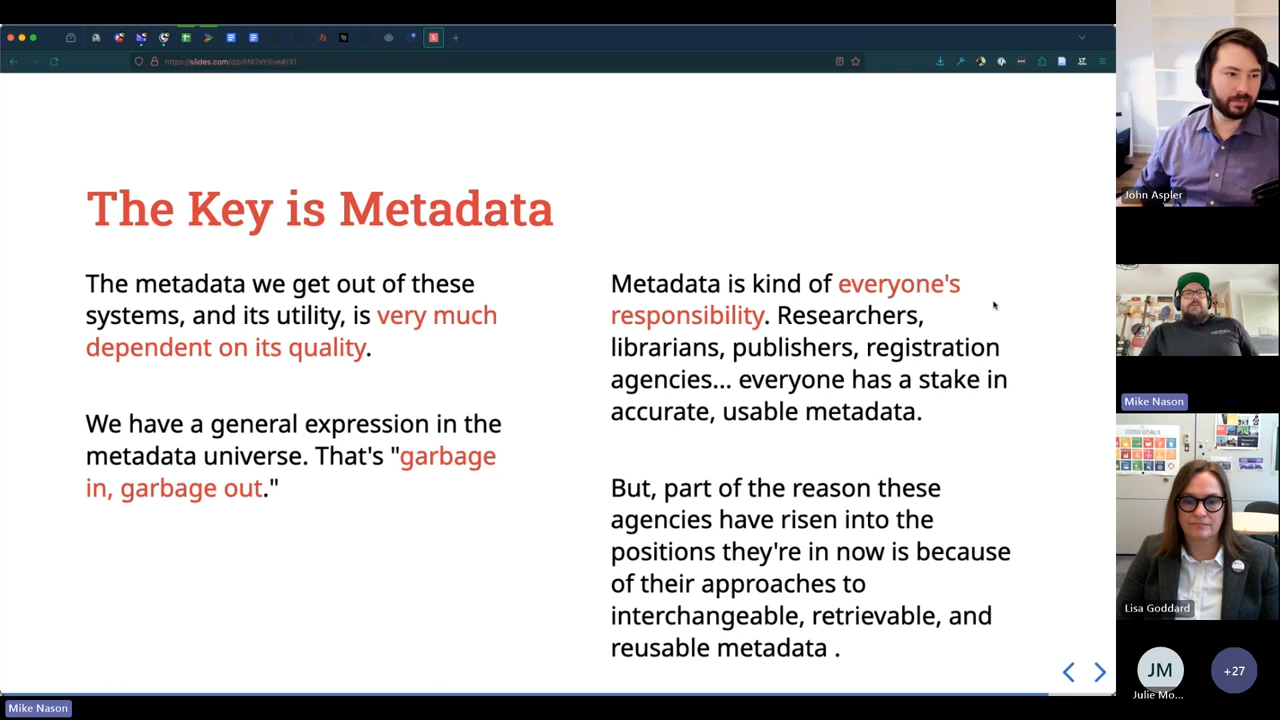 https://slides.com/d/pRNl7eY/live#/31
The Key is Metadata
The metadata we get out of these
systems, and its utility, is very much
dependent on its quality.
We have a general expression in the
metadata universe. That's "garbage
in, garbage out."
Metadata is kind of everyone's
responsibility. Researchers,
librarians, publishers, registration
agencies... everyone has a stake in
accurate, usable metadata.
But, part of the reason these
agencies have risen into the
positions they're in now is because
of their approaches to
interchangeable, retrievable, and
reusable metadata .
John Aspler
Mike Nason
Lisa Goddard
JM
Julie Mo...
+27
Mike Nason